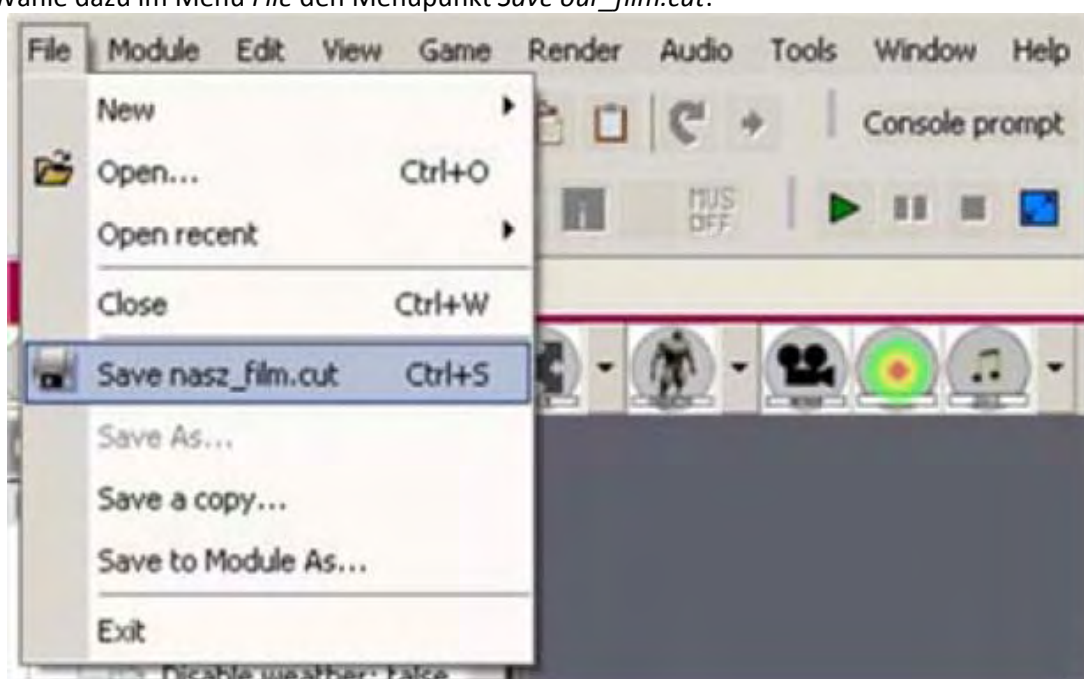 Wähle dazu im Menü File den Menüpunkt Save our_film.cut.
File Module Edit View Game Render Audio Tools Window Help
New
Console prompt
Open... Ctrl+O
MUS
OFF
Open recent
Close Ctrl+W
Save nasz_film.cut Ctrl+S
Save As...
Save a copy...
Save to Module As...
Exit
Disable weather: false